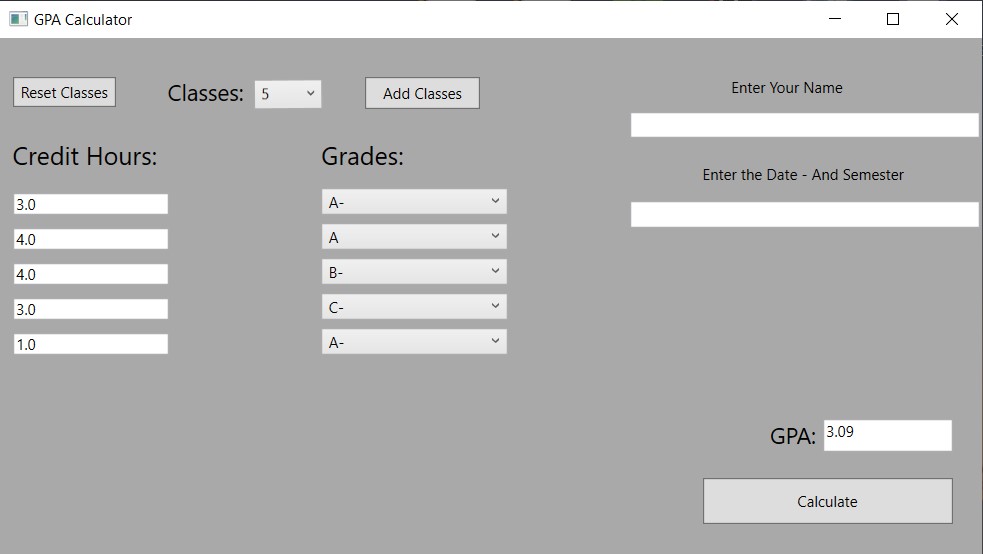 GPA Calculator
Reset Classes
Classes: 5
Add Classes
Enter Your Name
Credit Hours:
Grades:
Enter the Date - And Semester
3.0
A-
4.0
A
4.0
B-
3.0
C-
1.0
A-
GPA: 3.09
Calculate